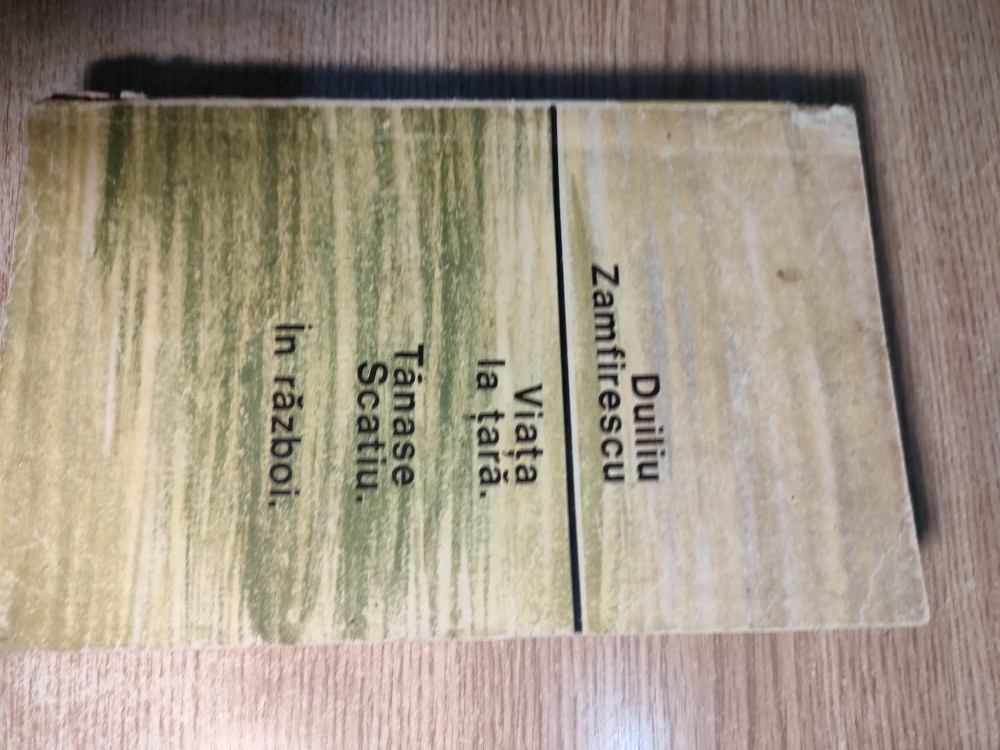 Duiliu
Zamfirescu
Viața
la țară.
Tănase
Scatiu.
În război.